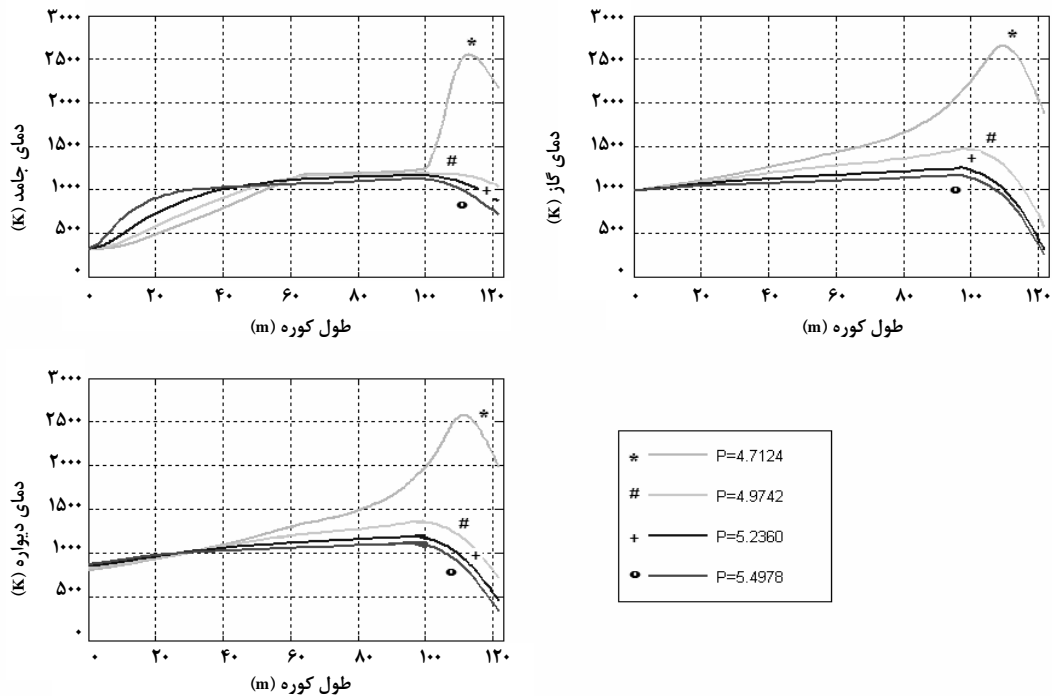 ۳۰۰۰
۲۵۰۰
۲۰۰۰
۱۵۰۰
۱۰۰۰
۵۰۰
۰
دمای جامد (K)
*
#
+
~
o
۰ ۲۰ ۴۰ ۶۰ ۸۰ ۱۰۰ ۱۲۰
طول کوره (m)
۳۰۰۰
۲۵۰۰
۲۰۰۰
۱۵۰۰
۱۰۰۰
۵۰۰
۰
دمای گاز (K)
*
#
+
o
۰ ۲۰ ۴۰ ۶۰ ۸۰ ۱۰۰ ۱۲۰
طول کوره (m)
۳۰۰۰
۲۵۰۰
۲۰۰۰
۱۵۰۰
۱۰۰۰
۵۰۰
۰
دمای دیواره (K)
*
#
+
o
۰ ۲۰ ۴۰ ۶۰ ۸۰ ۱۰۰ ۱۲۰
طول کوره (m)
* P=4.7124
# P=4.9742
+ P=5.2360
o P=5.4978